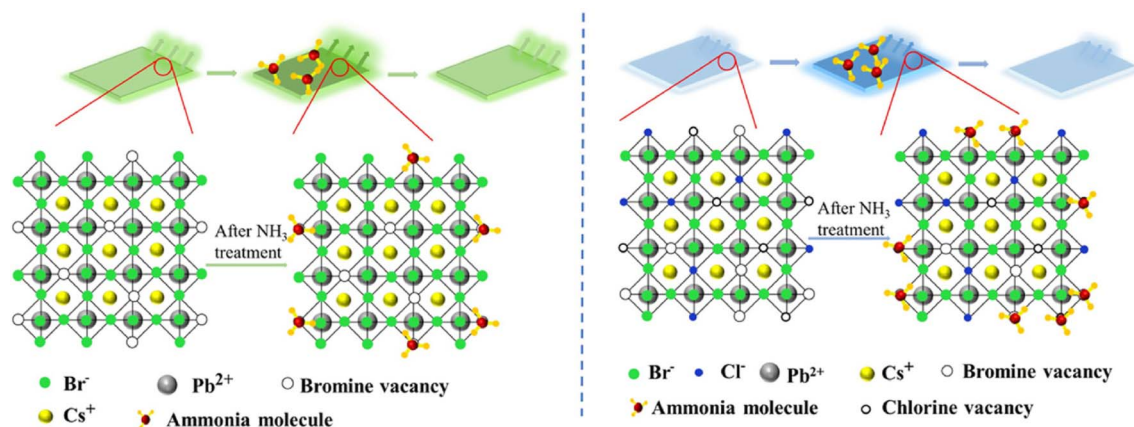 After NH3
treatment
Br-
Pb2+
Bromine vacancy
Cs+
Ammonia molecule
After NH3
treatment
Br-
Cl-
Pb2+
Cs+
Bromine vacancy
Ammonia molecule
Chlorine vacancy